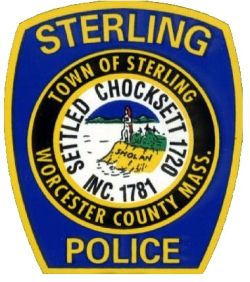 STERLING
TOWN OF STERLING
SETTLED CHOCKSETT 1720
SHOLAN
INC. 1781
WORCESTER COUNTY MASS.
POLICE